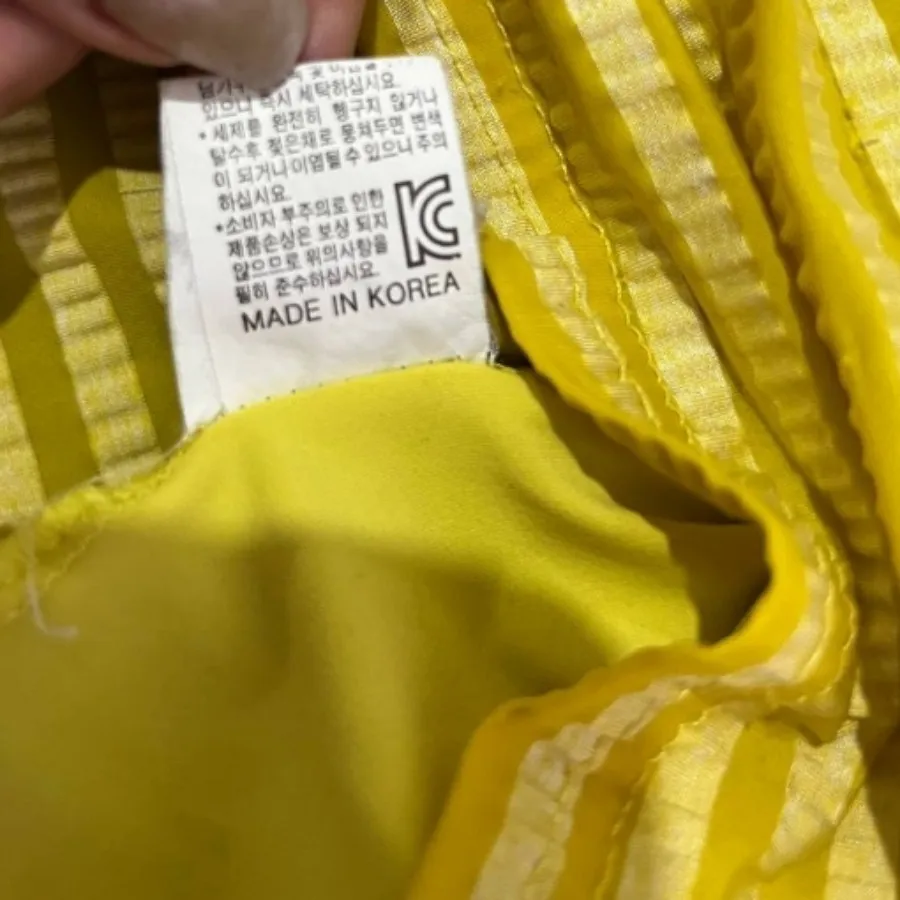 있으니 즉시 세탁하십시요.
*세제를 완전히 헹구지 않거나
탈수후 젖은채로 뭉쳐두면 변색
이 되거나 이염될 수 있으니 주의
하십시요.
*소비자 부주의로 인한
제품손상은 보상 되지
않으므로 위의사항을
필히 준수하십시요.
KC
MADE IN KOREA